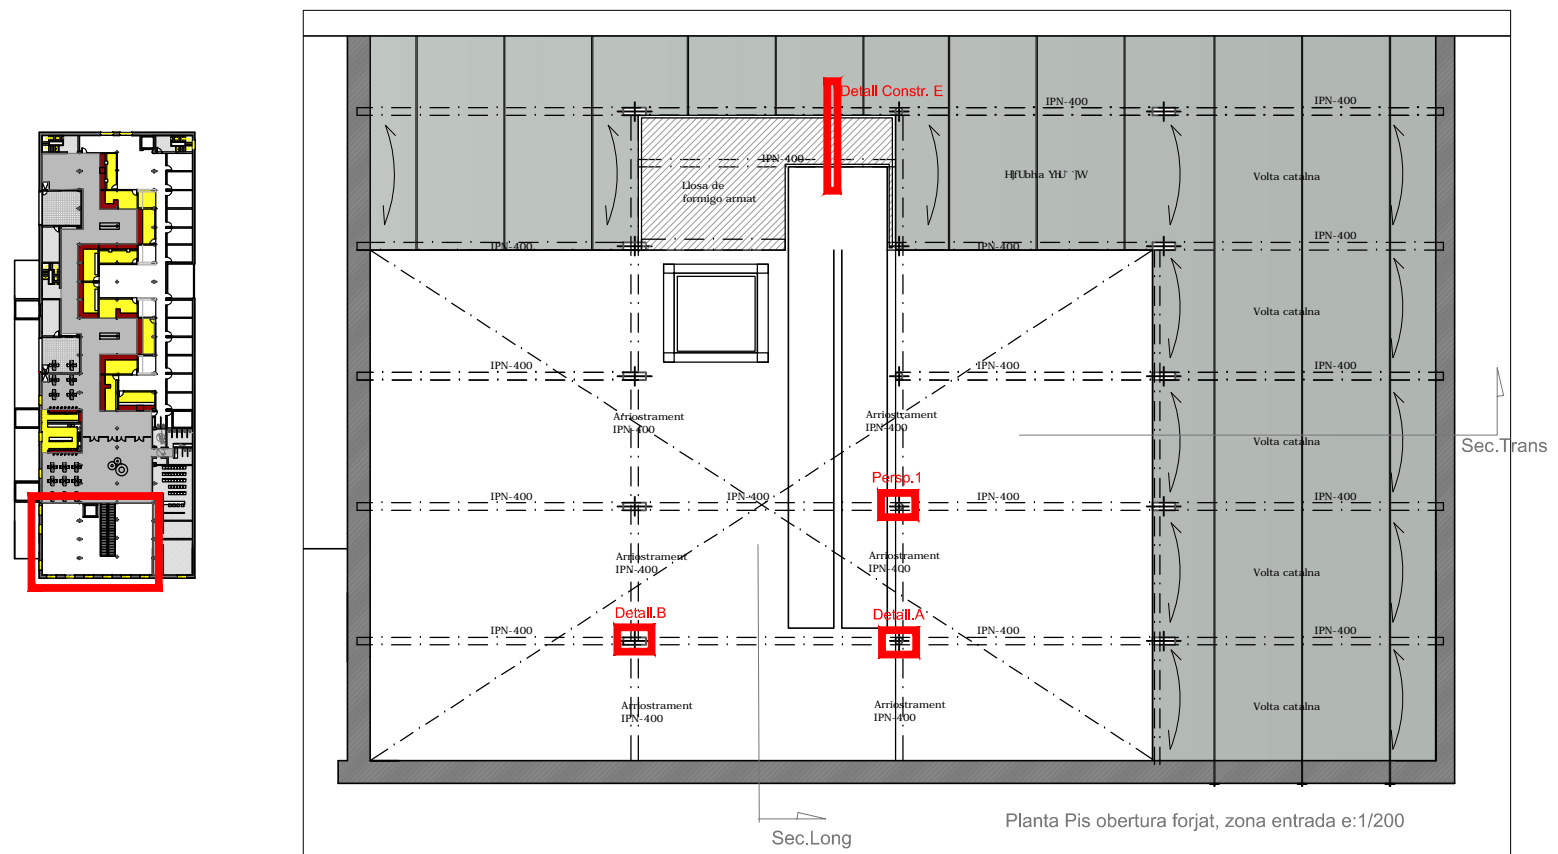 Detall Constr. E
IPN-400
IPN-400
IPN-400
Llosa de
formigo armat
HfUbha YhU
Volta catalna
IPN-400
IPN-400
IPN-400
Volta catalna
IPN-400
IPN-400
IPN-400
Arriostrament
IPN-400
Arriostrament
IPN-400
Volta catalna
Sec.Trans
Persp.1
IPN-400
IPN-400
IPN-400
IPN-400
Arriostrament
IPN-400
Arriostrament
IPN-400
Volta catalna
Detall.B
Detall.A
IPN-400
IPN-400
IPN-400
Arriostrament
IPN-400
Arriostrament
IPN-400
Volta catalna
Planta Pis obertura forjat, zona entrada e:1/200
Sec.Long